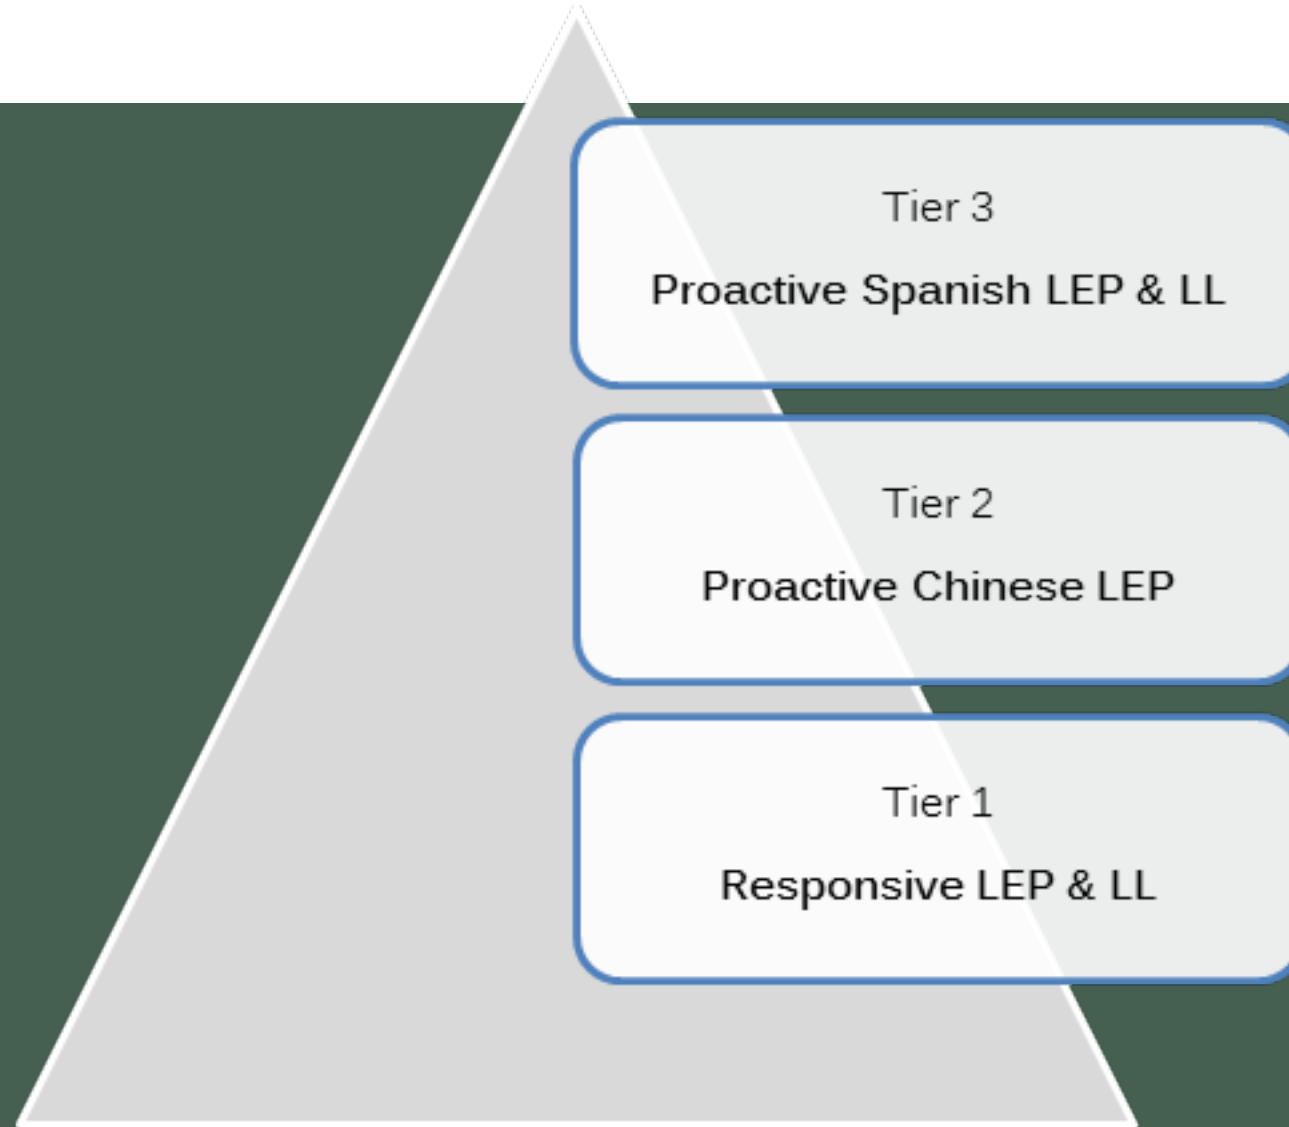 Tier 3
Proactive Spanish LEP & LL
Tier 2
Proactive Chinese LEP
Tier 1
Responsive LEP & LL